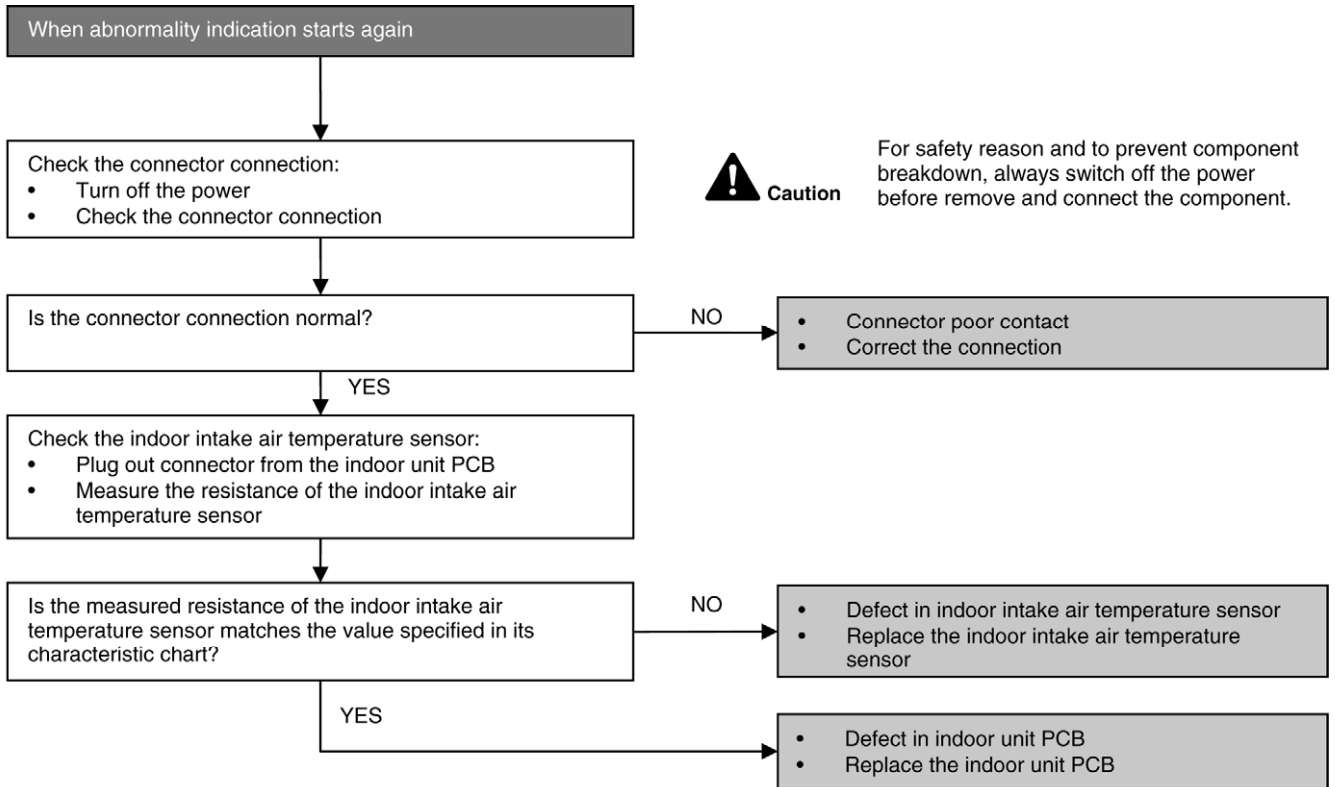 When abnormality indication starts again
Check the connector connection:
• Turn off the power
• Check the connector connection
Caution
For safety reason and to prevent component
breakdown, always switch off the power
before remove and connect the component.
Is the connector connection normal?
NO
• Connector poor contact
• Correct the connection
YES
Check the indoor intake air temperature sensor:
• Plug out connector from the indoor unit PCB
• Measure the resistance of the indoor intake air
temperature sensor
Is the measured resistance of the indoor intake air
temperature sensor matches the value specified in its
characteristic chart?
NO
• Defect in indoor intake air temperature sensor
• Replace the indoor intake air temperature
sensor
YES
• Defect in indoor unit PCB
• Replace the indoor unit PCB